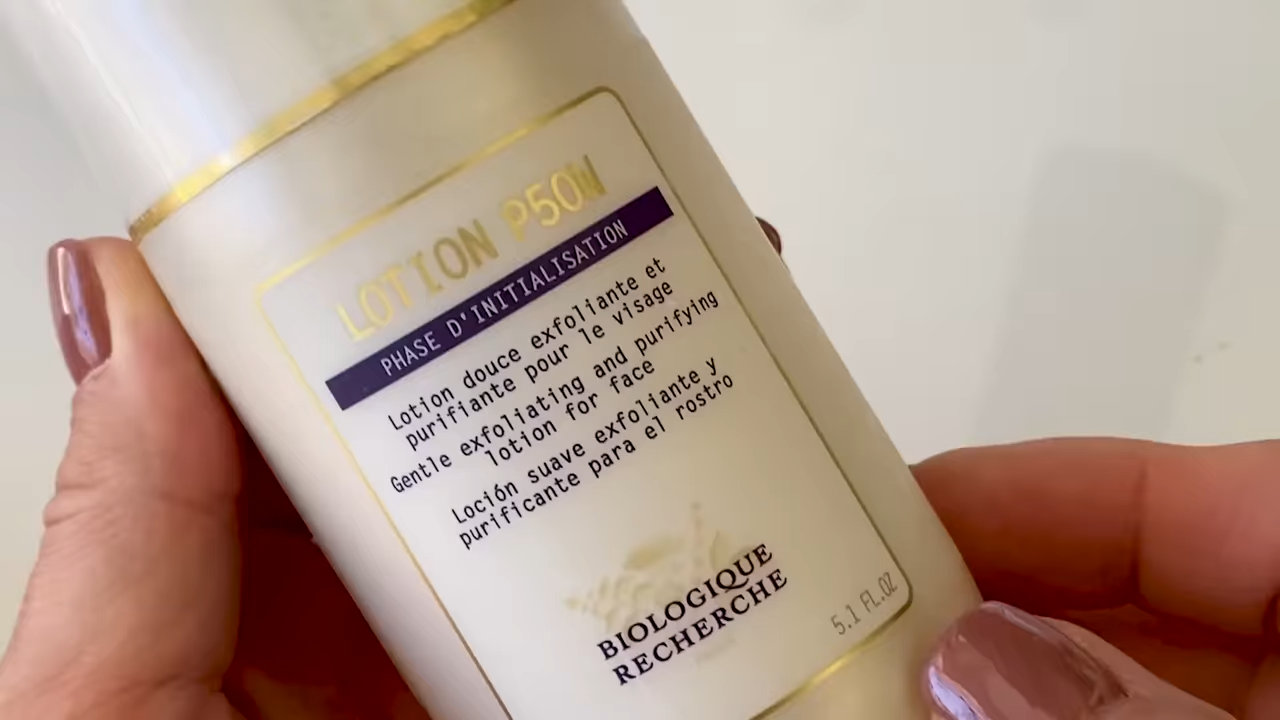 LOTION P50W
PHASE D'INITIALISATION
Lotion douce exfoliante et
purifiante pour le visage
Gentle exfoliating and purifying
lotion for face
Loción suave exfoliante y
purificante para el rostro
BIOLOGIQUE
RECHERCHE
5.1 FL.OZ